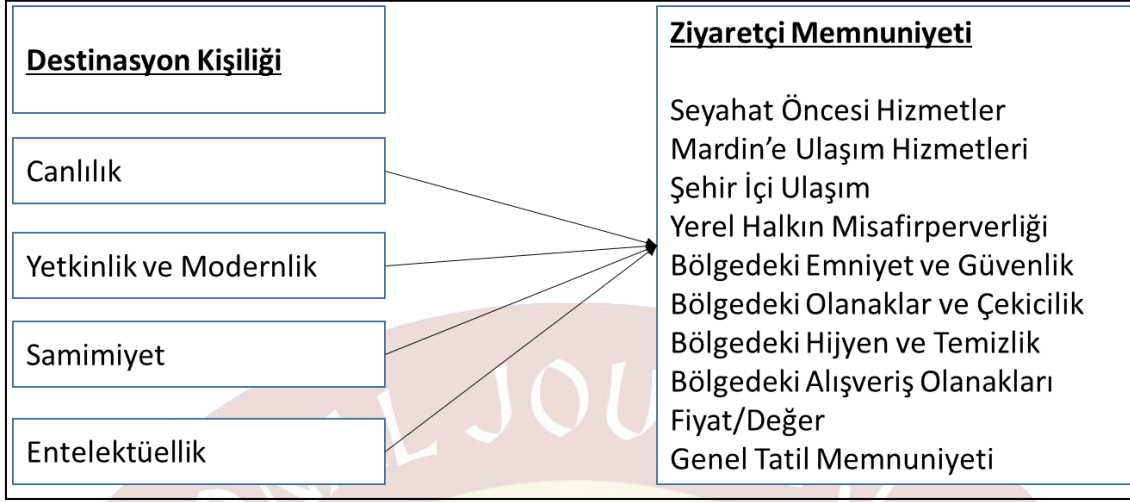 Destinasyon Kişiliği
Canlılık
Yetkinlik ve Modernlik
Samimiyet
Entelektüellik
Ziyaretçi Memnuniyeti
Seyahat Öncesi Hizmetler
Mardin’e Ulaşım Hizmetleri
Şehir İçi Ulaşım
Yerel Halkın Misafirperverliği
Bölgedeki Emniyet ve Güvenlik
Bölgedeki Olanaklar ve Çekicilik
Bölgedeki Hijyen ve Temizlik
Bölgedeki Alışveriş Olanakları
Fiyat/Değer
Genel Tatil Memnuniyeti